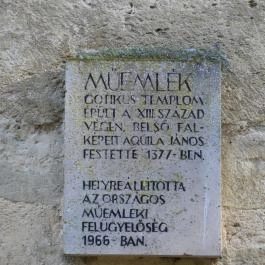 MŰEMLÉK
GOTIKUS TEMPLOM
ÉPÜLT A XIII. SZÁZAD
VÉGÉN, BELSŐ FAL-
KÉPEIT AQUILA JÁNOS
FESTETTE 1377-BEN.
HELYREÁLLÍTOTTA
AZ ORSZÁGOS
MŰEMLÉKI
FELÜGYELŐSÉG
1966-BAN.